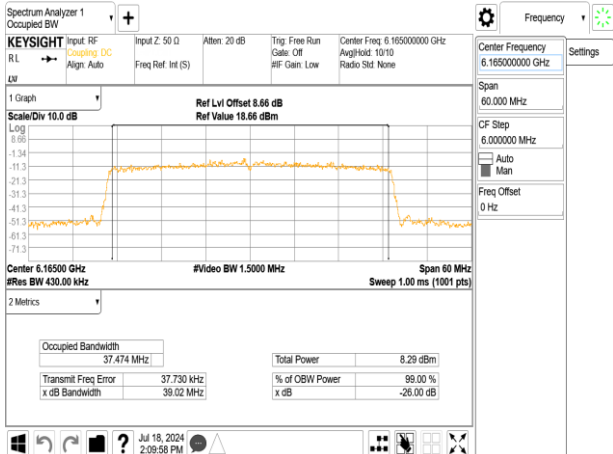 Spectrum Analyzer 1
Occupied BW
+
Frequency
KEYSIGHT
RL
LXI
Input: RF
Coupling: DC
Align: Auto
Input Z: 50 Ω
Freq Ref: Int (S)
Atten: 20 dB
Trig: Free Run
Gate: Off
#IF Gain: Low
Center Freq: 6.165000000 GHz
Avg|Hold: 10/10
Radio Std: None
Center Frequency
6.165000000 GHz
Settings
Span
60.000 MHz
CF Step
6.000000 MHz
Auto
Man
Freq Offset
0 Hz
1 Graph
Scale/Div 10.0 dB
Ref Lvl Offset 8.66 dB
Ref Value 18.66 dBm
Log
8.66
-1.34
-11.3
-21.3
-31.3
-41.3
-51.3
-61.3
-71.3
Center 6.16500 GHz
#Video BW 1.5000 MHz
Span 60 MHz
#Res BW 430.00 kHz
Sweep 1.00 ms (1001 pts)
2 Metrics
Occupied Bandwidth
37.474 MHz
Total Power 8.29 dBm
Transmit Freq Error 37.730 kHz
% of OBW Power 99.00 %
x dB Bandwidth 39.02 MHz
x dB -26.00 dB
?
Jul 18, 2024
2:09:58 PM